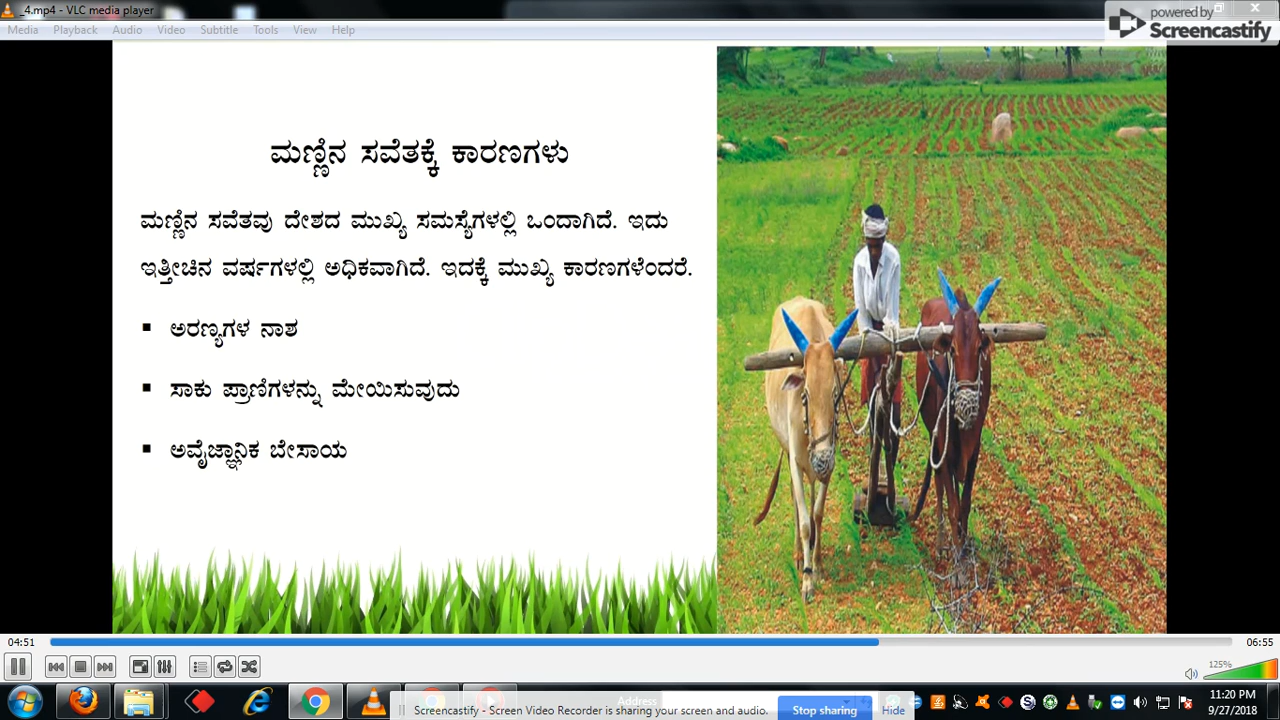 _4.mp4 - VLC media player
powered by
Screencastify
Media Playback Audio Video Subtitle Tools View Help
ಮಣ್ಣಿನ ಸವೆತಕ್ಕೆ ಕಾರಣಗಳು
ಮಣ್ಣಿನ ಸವೆತವು ದೇಶದ ಮುಖ್ಯ ಸಮಸ್ಯೆಗಳಲ್ಲಿ ಒಂದಾಗಿದೆ. ಇದು
ಇತ್ತೀಚಿನ ವರ್ಷಗಳಲ್ಲಿ ಅಧಿಕವಾಗಿದೆ. ಇದಕ್ಕೆ ಮುಖ್ಯ ಕಾರಣಗಳೆಂದರೆ.
▪ ಅರಣ್ಯಗಳ ನಾಶ
▪ ಸಾಕು ಪ್ರಾಣಿಗಳನ್ನು ಮೇಯಿಸುವುದು
▪ ಅವೈಜ್ಞಾನಿಕ ಬೇಸಾಯ
04:51 06:55
125%
Address
Screencastify - Screen Video Recorder is sharing your screen and audio. Stop sharing Hide
11:20 PM
9/27/2018